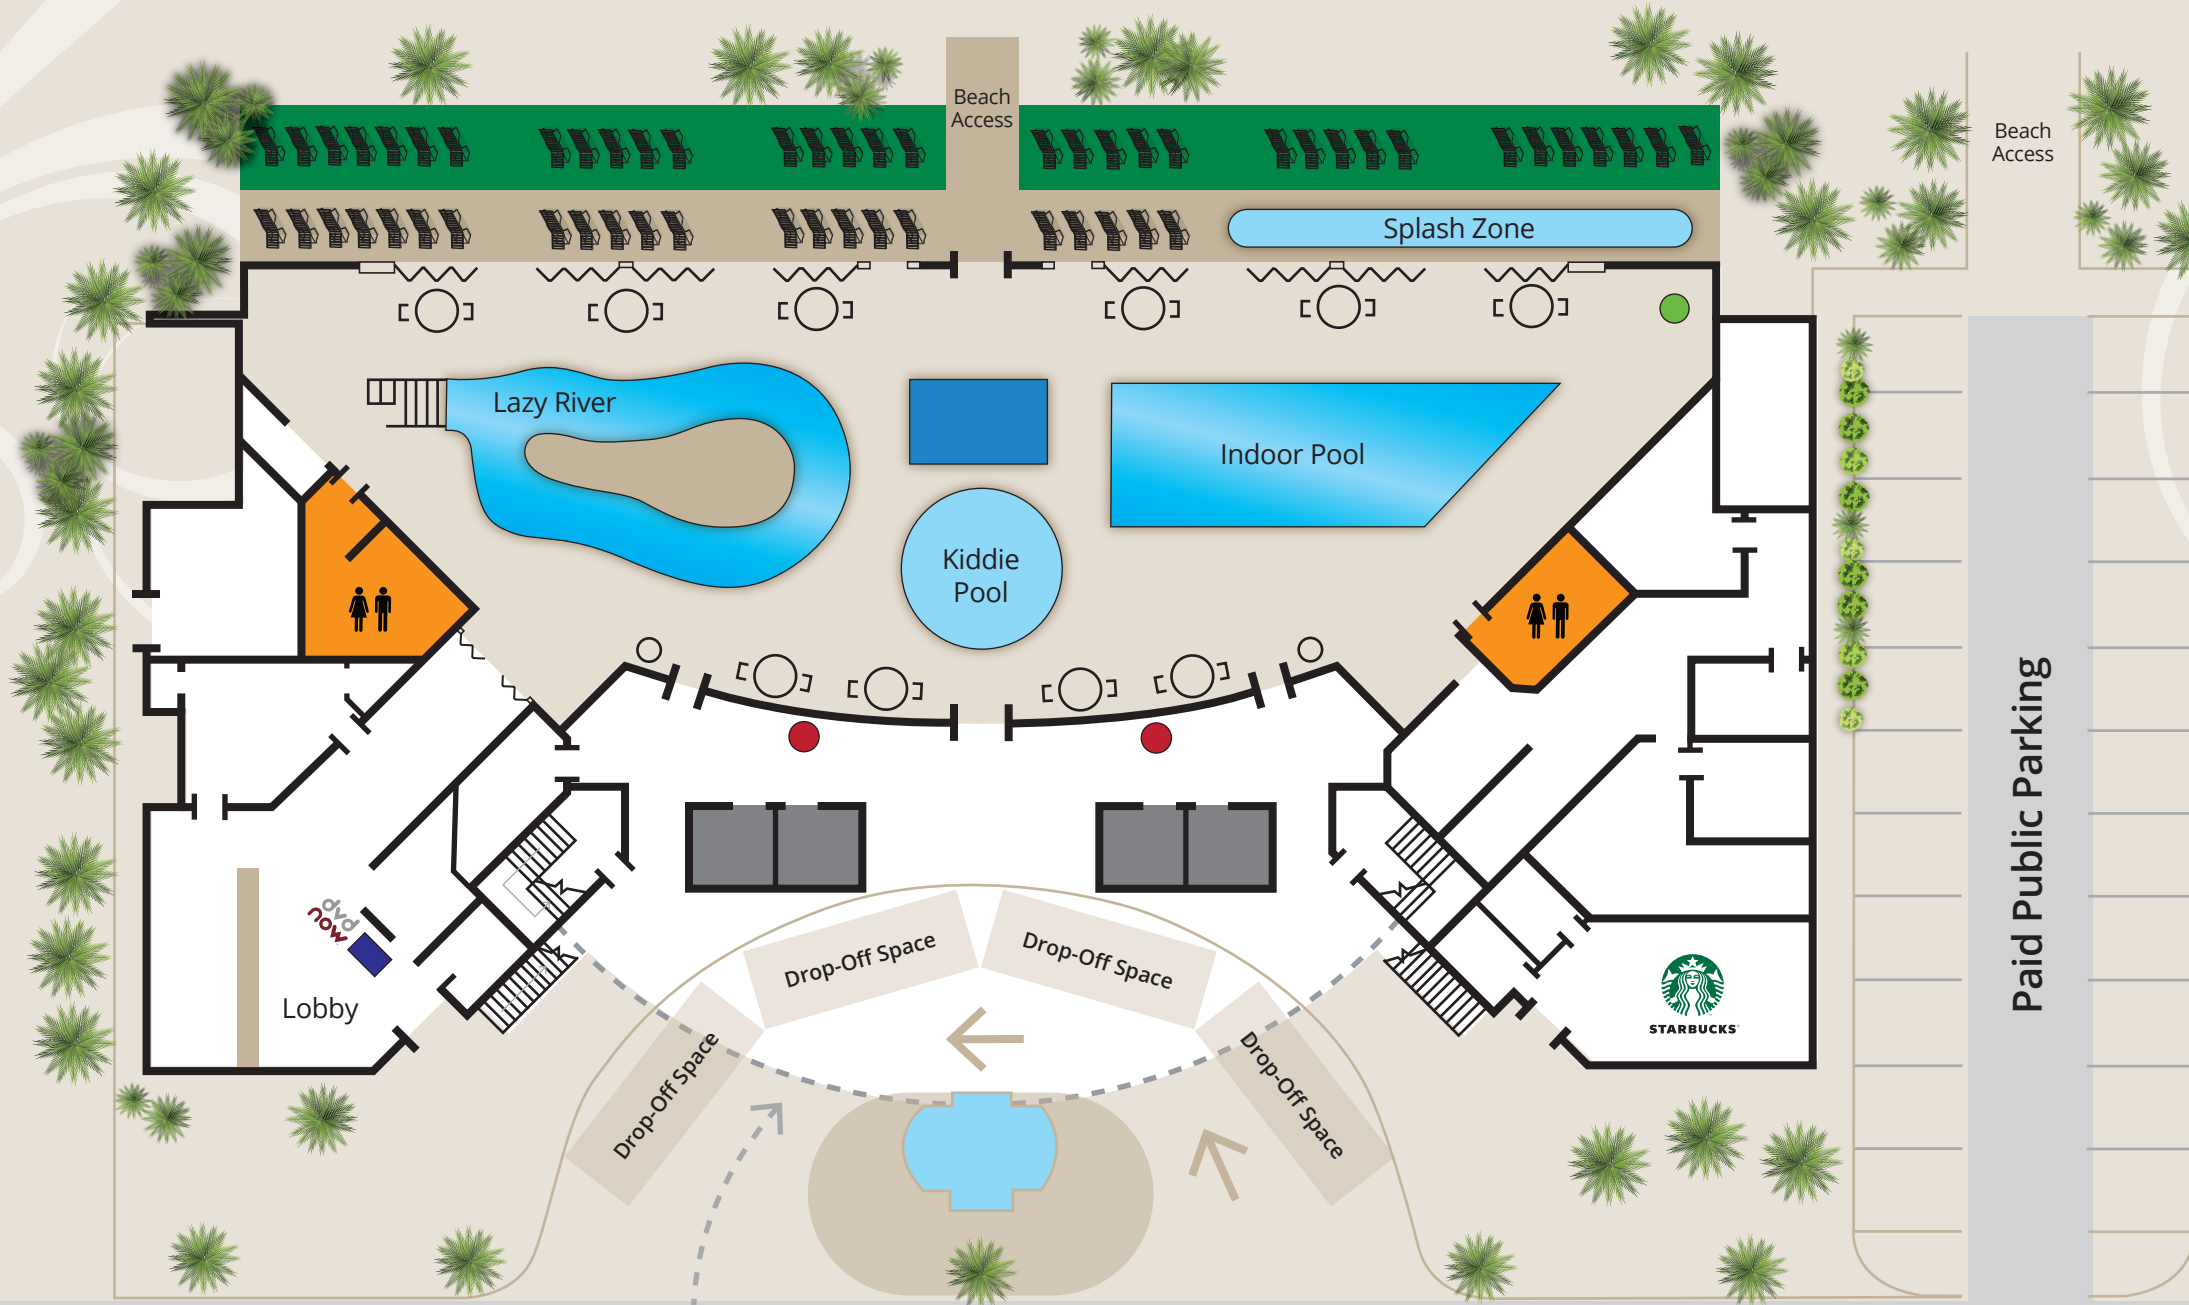 Beach
Access
Beach
Access
Splash Zone
Lazy River
Indoor Pool
Kiddie
Pool
Paid Public Parking
dvd
now
Lobby
Drop-Off Space
Drop-Off Space
Drop-Off Space
Drop-Off Space
STARBUCKS